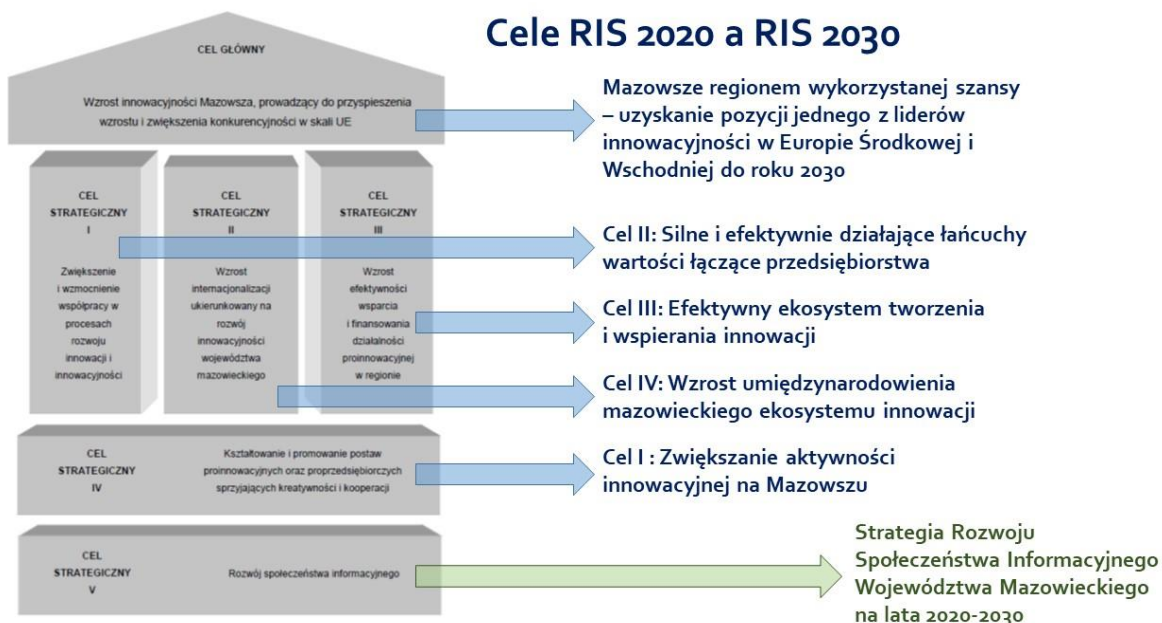 Cele RIS 2020 a RIS 2030
CEL GŁÓWNY
Wzrost innowacyjności Mazowsza, prowadzący do przyspieszenia
wzrostu i zwiększenia konkurencyjności w skali UE
Mazowsze regionem wykorzystanej szansy
– uzyskanie pozycji jednego z liderów
innowacyjności w Europie Środkowej i
Wschodniej do roku 2030
CEL
STRATEGICZNY
I
Zwiększenie
i wzmocnienie
współpracy w
procesach
rozwoju
innowacji i
innowacyjności
CEL
STRATEGICZNY
II
Wzrost
internacjonalizacji
ukierunkowany na
rozwój
innowacyjności
województwa
mazowieckiego
CEL
STRATEGICZNY
III
Wzrost
efektywności
wsparcia
i finansowania
działalności
proinnowacyjnej
w regionie
Cel II: Silne i efektywnie działające łańcuchy
wartości łączące przedsiębiorstwa
Cel III: Efektywny ekosystem tworzenia
i wspierania innowacji
Cel IV: Wzrost umiędzynarodowienia
mazowieckiego ekosystemu innowacji
CEL
STRATEGICZNY
IV
Kształtowanie i promowanie postaw
proinnowacyjnych oraz proprzedsiębiorczych
sprzyjających kreatywności i kooperacji
Cel I : Zwiększanie aktywności
innowacyjnej na Mazowszu
CEL
STRATEGICZNY
V
Rozwój społeczeństwa informacyjnego
Strategia Rozwoju
Społeczeństwa Informacyjnego
Województwa Mazowieckiego
na lata 2020-2030